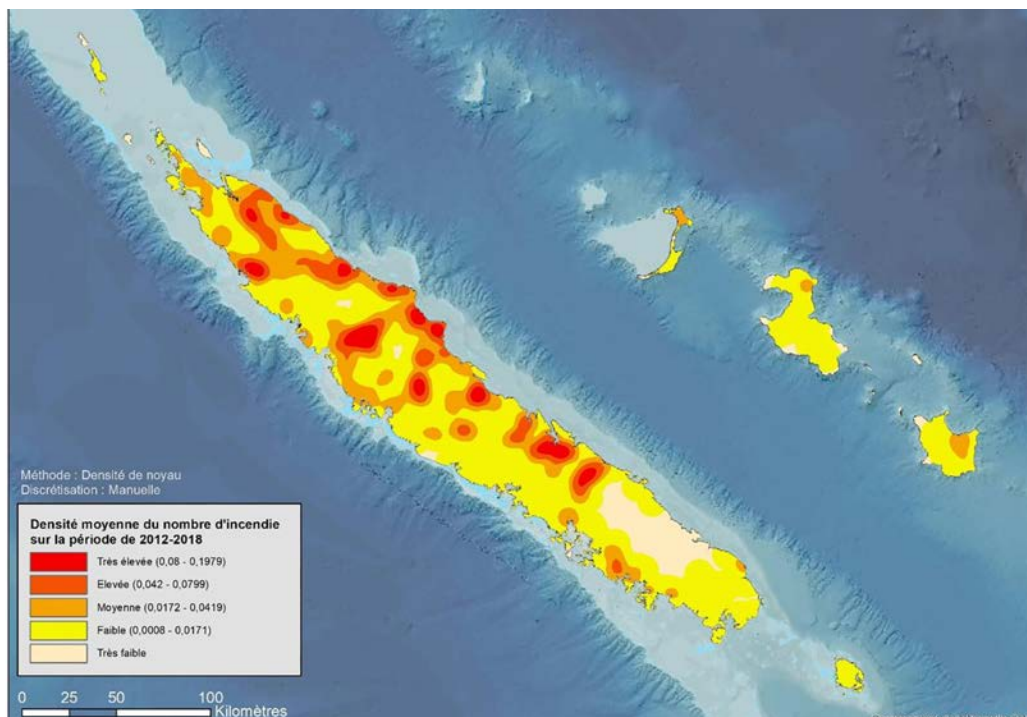 Méthode : Densité de noyau
Discrétisation : Manuelle
Densité moyenne du nombre d'incendie
sur la période de 2012-2018
Très élevée (0,08 - 0,1979)
Elevée (0,042 - 0,0799)
Moyenne (0,0172 - 0,0419)
Faible (0,0008 - 0,0171)
Très faible
0 25 50 100
Kilomètres